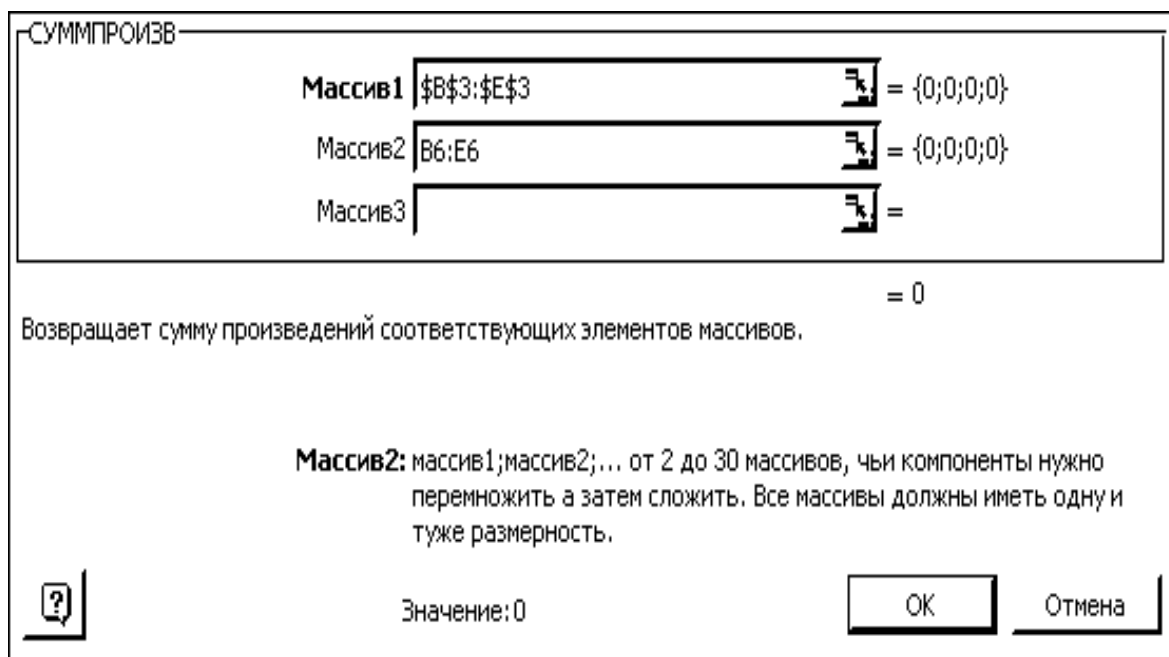 СУММПРОИЗВ
Массив1 $B$3:$E$3 = {0;0;0;0}
Массив2 B6:E6 = {0;0;0;0}
Массив3 =
= 0
Возвращает сумму произведений соответствующих элементов массивов.
Массив2: массив1;массив2;... от 2 до 30 массивов, чьи компоненты нужно
перемножить а затем сложить. Все массивы должны иметь одну и
туже размерность.
? Значение:0 OK Отмена